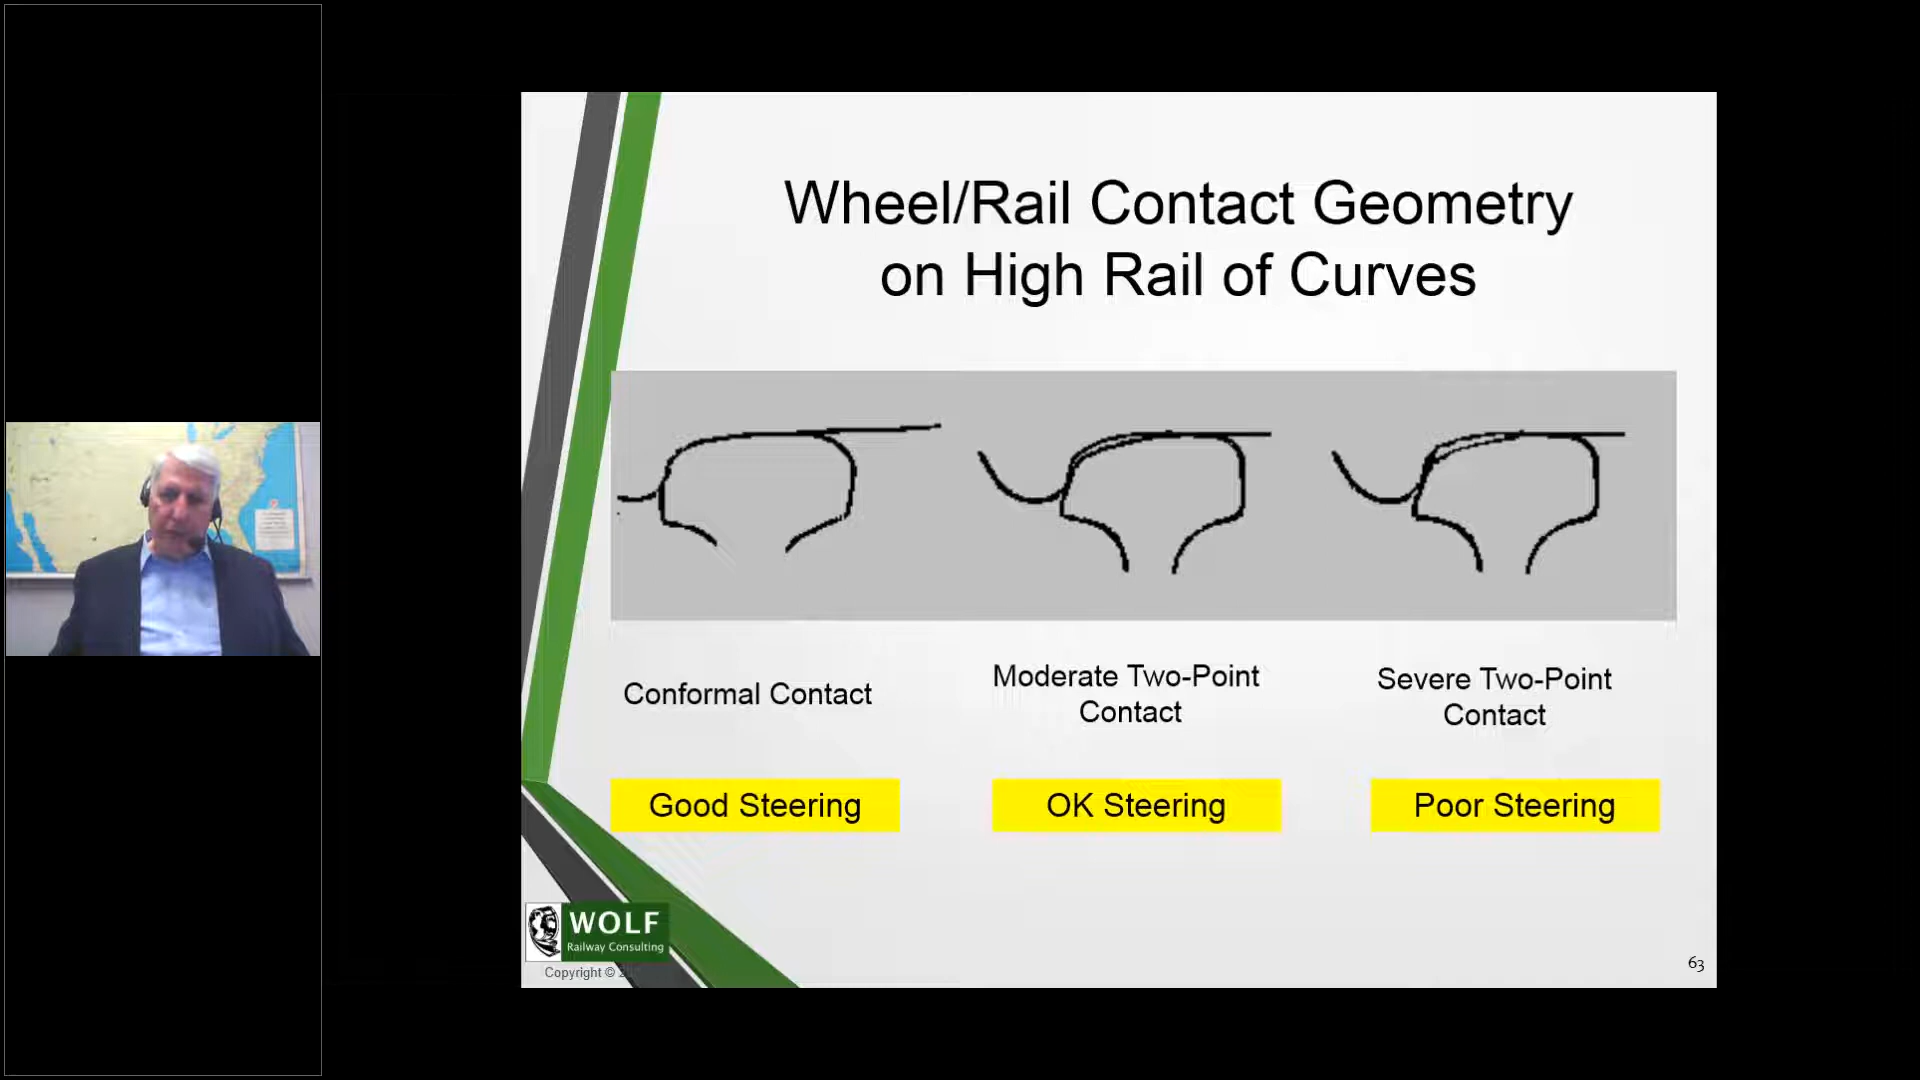 Wheel/Rail Contact Geometry
on High Rail of Curves
Conformal Contact
Moderate Two-Point
Contact
Severe Two-Point
Contact
Good Steering
OK Steering
Poor Steering
WOLF
Railway Consulting
Copyright ©
63